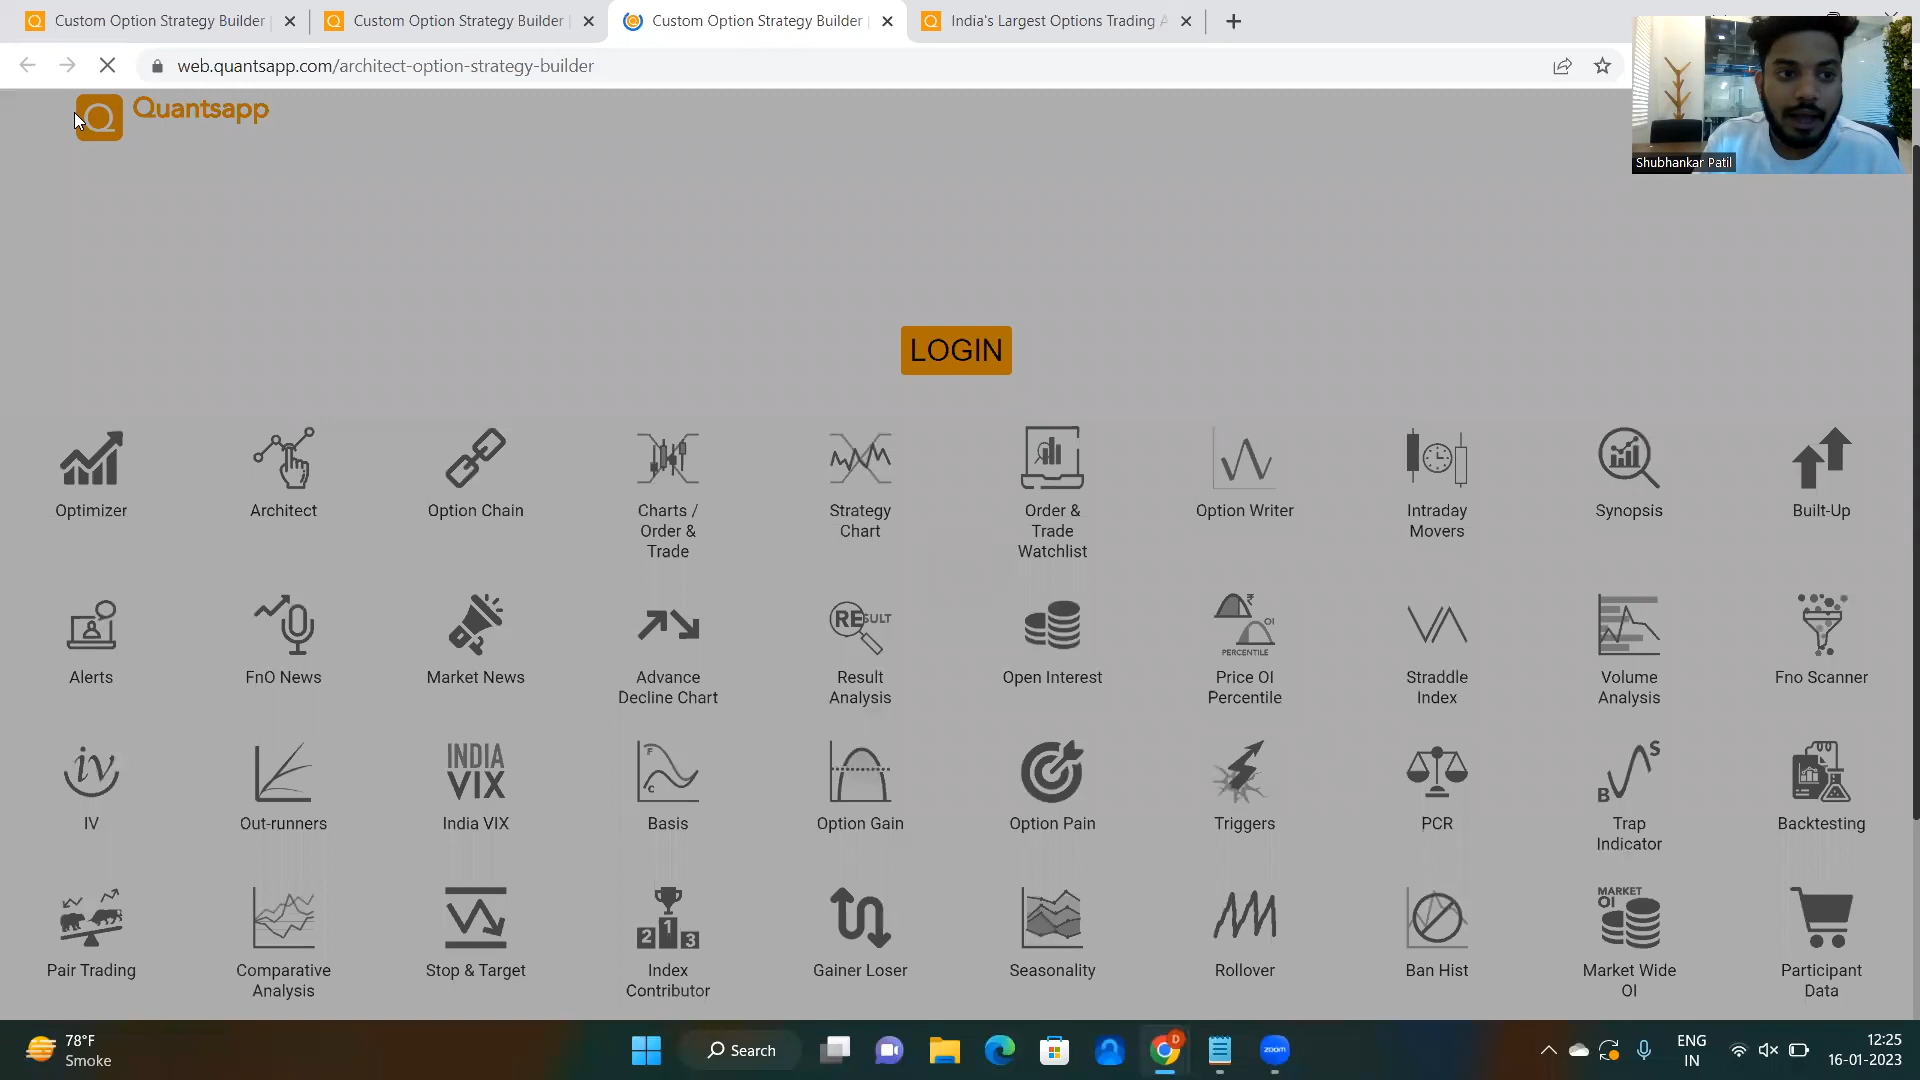 Custom Option Strategy Builder
Custom Option Strategy Builder
Custom Option Strategy Builder
India's Largest Options Trading A
web.quantsapp.com/architect-option-strategy-builder
Quantsapp
Shubhankar Patil
LOGIN
Optimizer
Architect
Option Chain
Charts /
Order &
Trade
Strategy
Chart
Order &
Trade
Watchlist
Option Writer
Intraday
Movers
Synopsis
Built-Up
RESULT
₹
OI
PERCENTILE
Alerts
FnO News
Market News
Advance
Decline Chart
Result
Analysis
Open Interest
Price OI
Percentile
Straddle
Index
Volume
Analysis
Fno Scanner
iv
INDIA
VIX
F
C
S
B
IV
Out-runners
India VIX
Basis
Option Gain
Option Pain
Triggers
PCR
Trap
Indicator
Backtesting
2 1 3
MARKET
OI
Pair Trading
Comparative
Analysis
Stop & Target
Index
Contributor
Gainer Loser
Seasonality
Rollover
Ban Hist
Market Wide
OI
Participant
Data
78°F
Smoke
Search
D
zoom
ENG
IN
12:25
16-01-2023